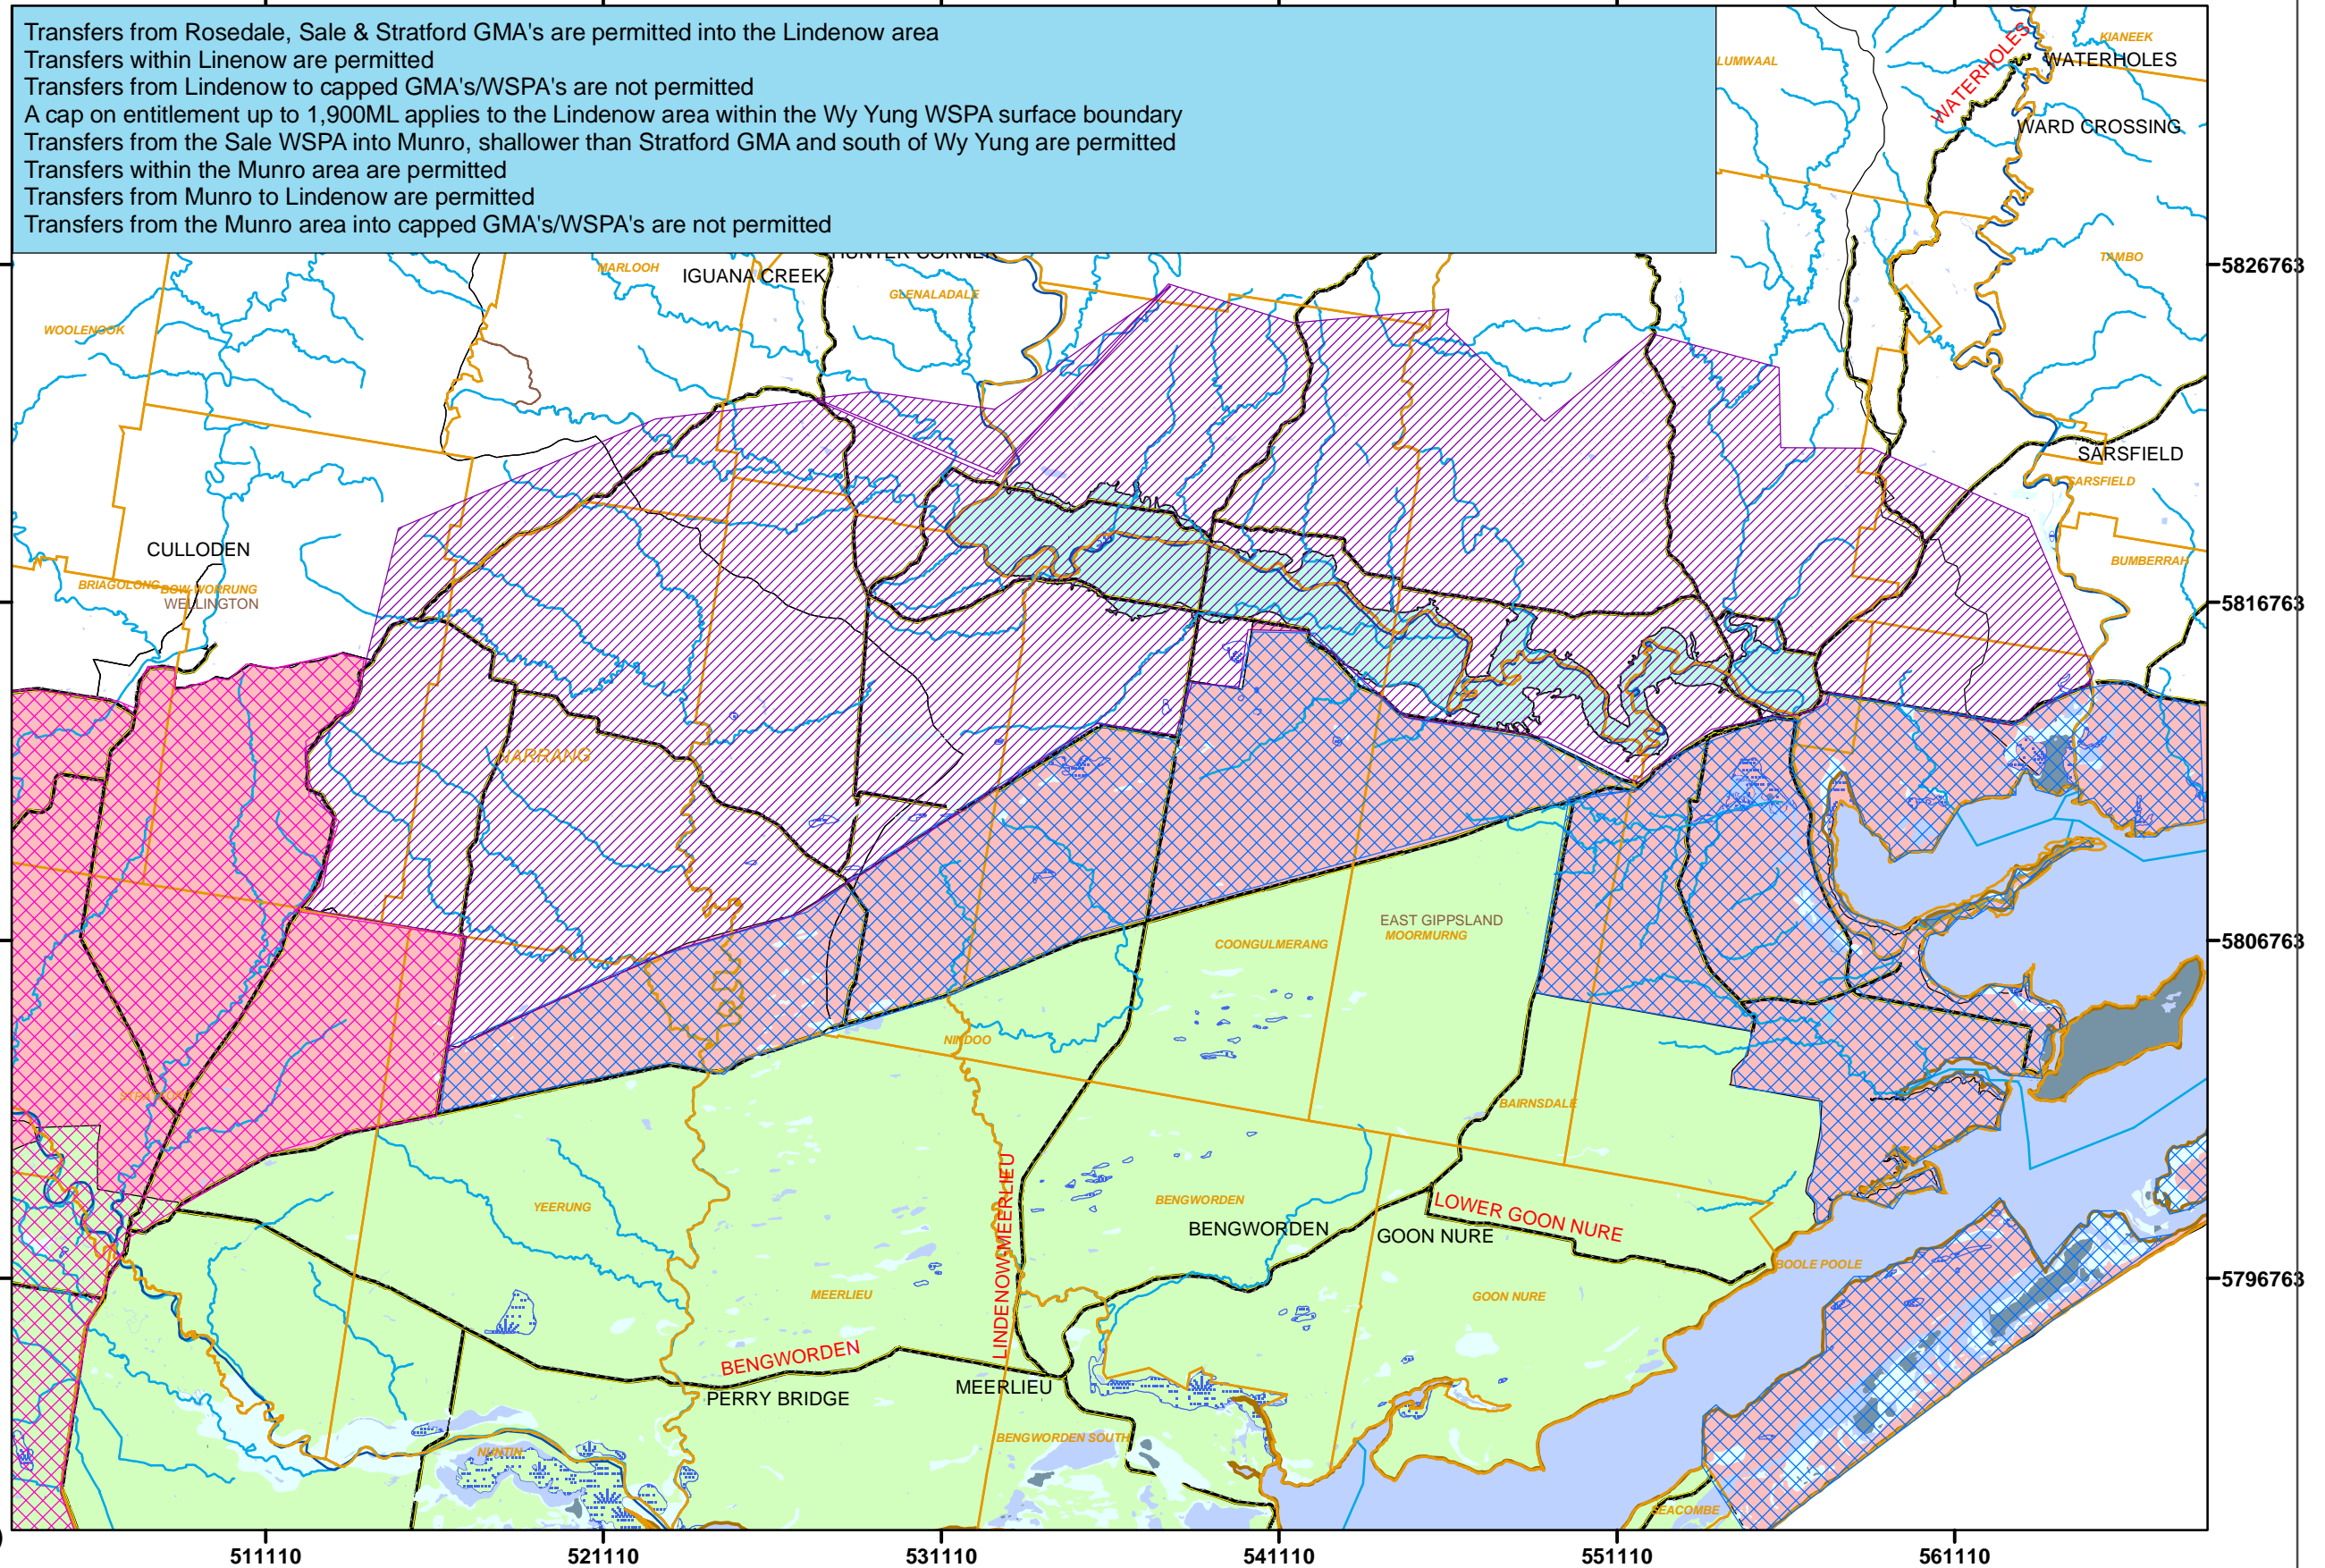 Transfers from Rosedale, Sale & Stratford GMA's are permitted into the Lindenow area
Transfers within Linenow are permitted
Transfers from Lindenow to capped GMA's/WSPA's are not permitted
A cap on entitlement up to 1,900ML applies to the Lindenow area within the Wy Yung WSPA surface boundary
Transfers from the Sale WSPA into Munro, shallower than Stratford GMA and south of Wy Yung are permitted
Transfers within the Munro area are permitted
Transfers from Munro to Lindenow are permitted
Transfers from the Munro area into capped GMA's/WSPA's are not permitted
KIANEEK
LUMWAAL
WATERHOLES
WATERHOLES
WARD CROSSING
TAMBO
HUNTER CORNER
MARLOOH
IGUANA CREEK
GLENALADALE
5826763
WOOLENOOK
SARSFIELD
SARSFIELD
CULLODEN
BUMBERRAH
BRIAGOLONG
BOW-WORRUNG
WELLINGTON
5816763
NARRANG
EAST GIPPSLAND
MOORMURNG
COONGULMERANG
5806763
NINDOO
BAIRNSDALE
YEERUNG
BENGWORDEN
LINDENOW-MEERLIEU
LOWER GOON NURE
BENGWORDEN
GOON NURE
BOOLE POOLE
5796763
MEERLIEU
GOON NURE
BENGWORDEN
MEERLIEU
PERRY BRIDGE
BENGWORDEN SOUTH
NUNTIN
SEACOMBE
511110
521110
531110
541110
551110
561110